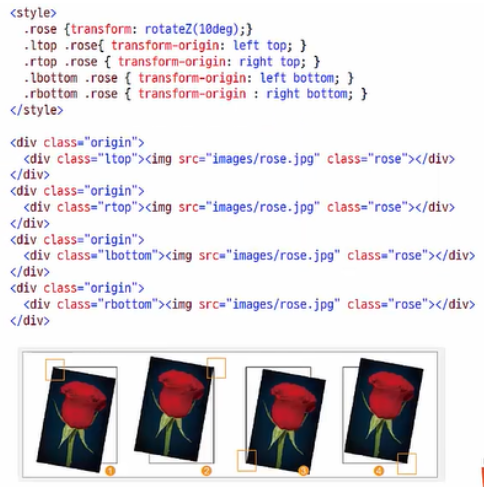 <style>
.rose {transform: rotateZ(10deg);}
.ltop .rose{ transform-origin: left top; }
.rtop .rose { transform-origin: right top; }
.lbottom .rose { transform-origin: left bottom; }
.rbottom .rose { transform-origin : right bottom; }
</style>
<div class="origin">
<div class="ltop"><img src="images/rose.jpg" class="rose"></div>
</div>
<div class="origin">
<div class="rtop"><img src="images/rose.jpg" class="rose"></div>
</div>
<div class="origin">
<div class="lbottom"><img src="images/rose.jpg" class="rose"></div>
</div>
<div class="origin">
<div class="rbottom"><img src="images/rose.jpg" class="rose"></div>
</div>
1 2 3 4